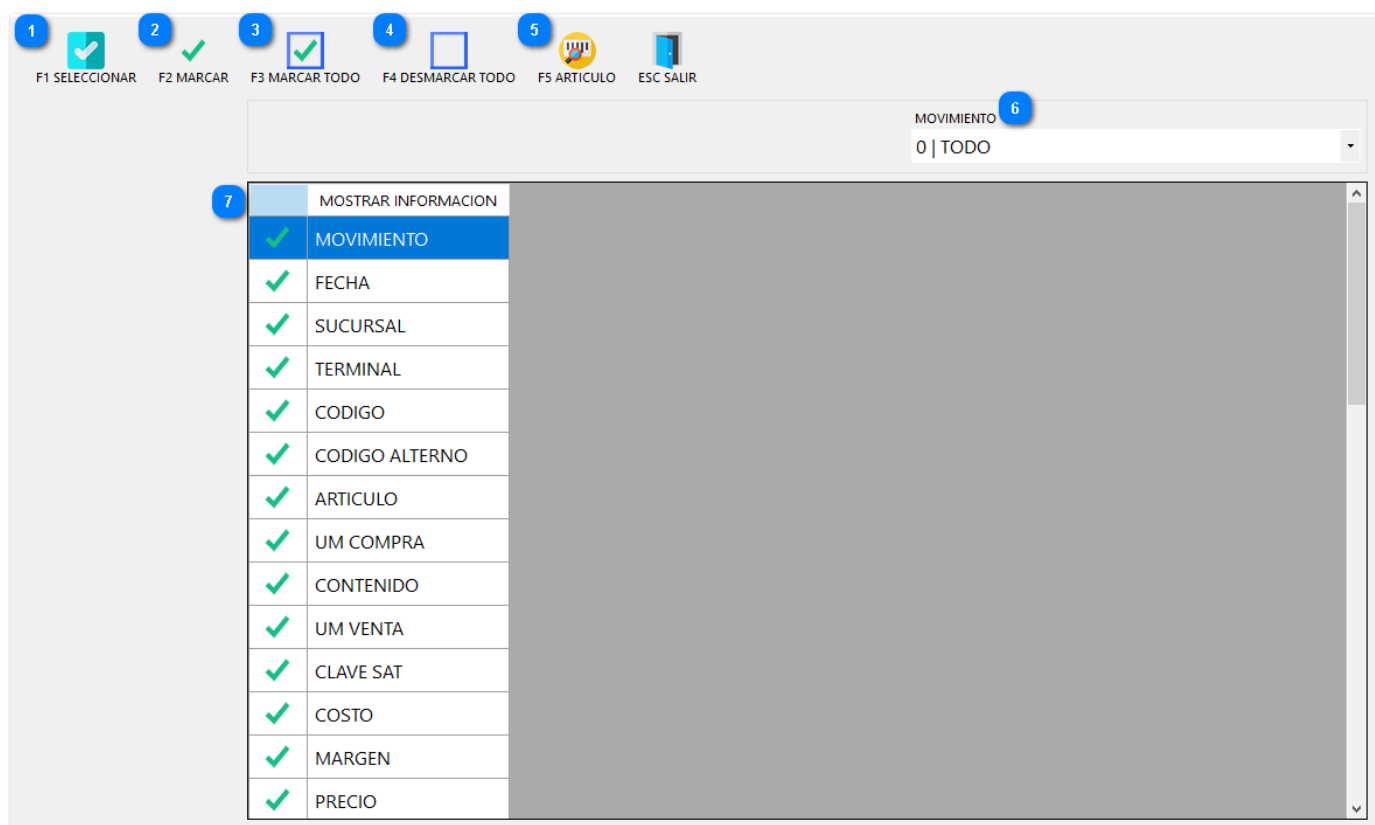 1 2 3 4 5
F1 SELECCIONAR F2 MARCAR F3 MARCAR TODO F4 DESMARCAR TODO F5 ARTICULO ESC SALIR
MOVIMIENTO 6
0 | TODO
7 MOSTRAR INFORMACION
MOVIMIENTO
FECHA
SUCURSAL
TERMINAL
CODIGO
CODIGO ALTERNO
ARTICULO
UM COMPRA
CONTENIDO
UM VENTA
CLAVE SAT
COSTO
MARGEN
PRECIO